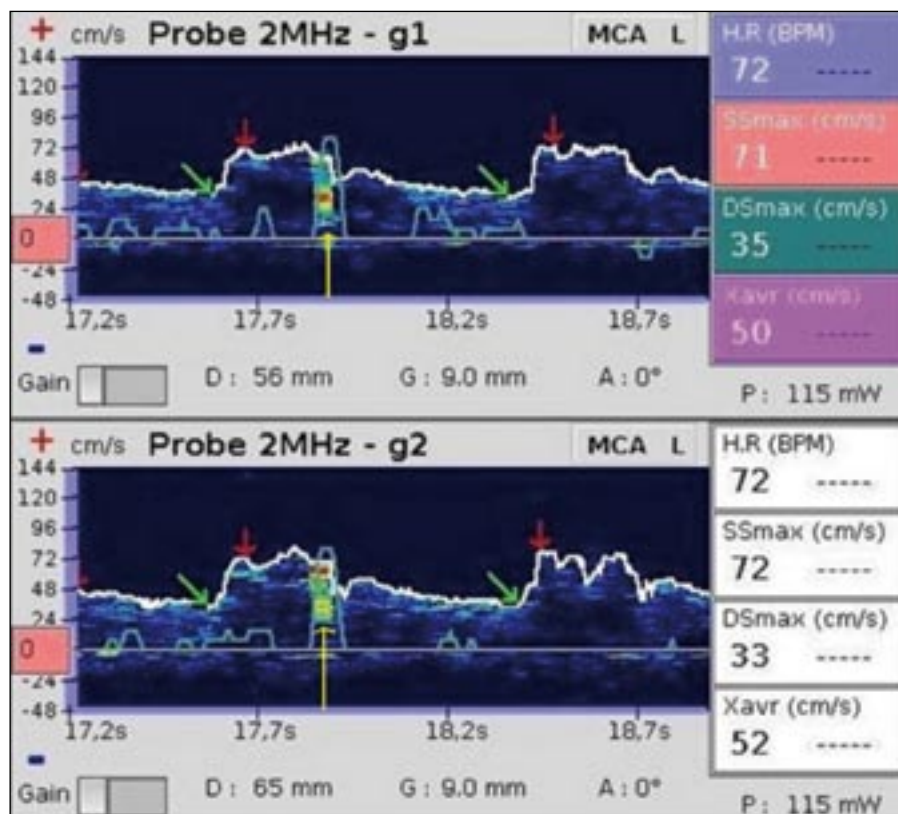 + cm/s Probe 2MHz - g1 MCA L
144
120
96
72
48
24
0
-24
-48
17,2s 17,7s 18,2s 18,7s
-
Gain D : 56 mm G : 9.0 mm A : 0° P : 115 mW
H.R (BPM)
72 -----
SSmax (cm/s)
71 -----
DSmax (cm/s)
35 -----
Xavr (cm/s)
50 -----
+ cm/s Probe 2MHz - g2 MCA L
144
120
96
72
48
24
0
-24
-48
17,2s 17,7s 18,2s 18,7s
-
Gain D : 65 mm G : 9.0 mm A : 0° P : 115 mW
H.R (BPM)
72 -----
SSmax (cm/s)
72 -----
DSmax (cm/s)
33 -----
Xavr (cm/s)
52 -----